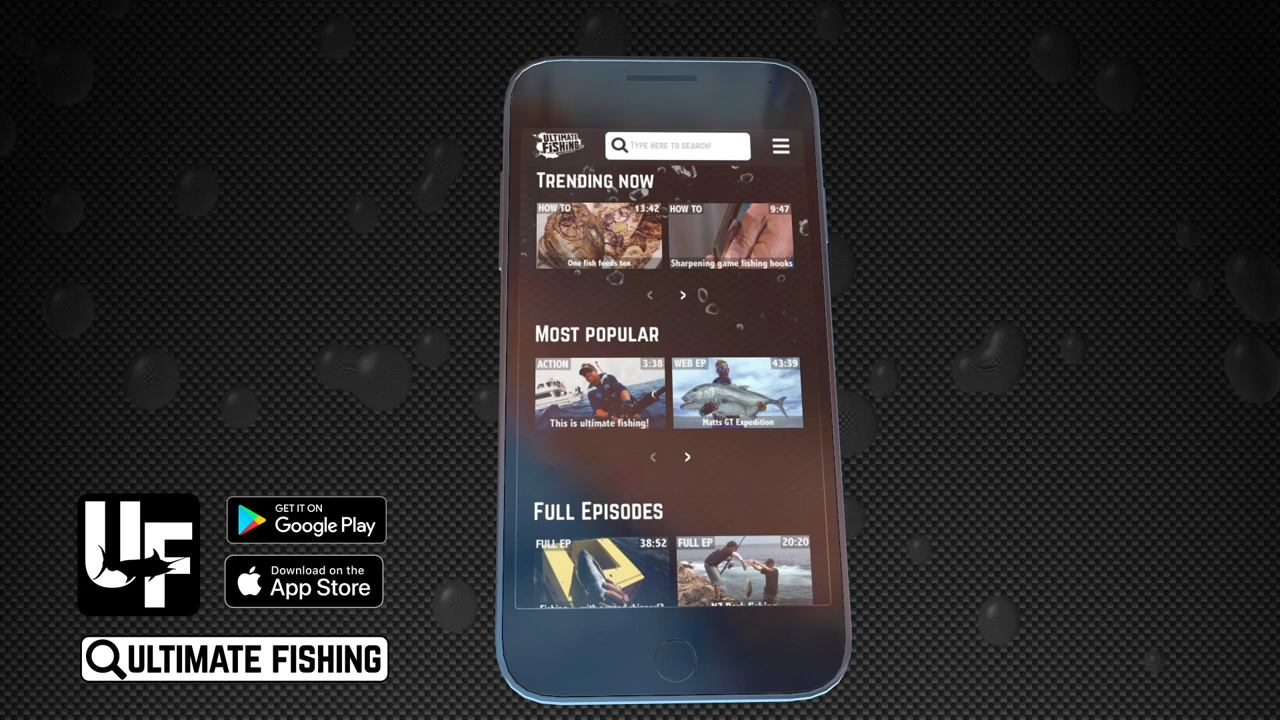 ULTIMATE
FISHING
TYPE HERE TO SEARCH!
TRENDING NOW
HOW TO 13:42
HOW TO 9:47
One fish feeds ten
Sharpening game fishing hooks
MOST POPULAR
ACTION 3:38
WEB EP 43:39
This is ultimate fishing!
Matts GT Expedition
FULL EPISODES
FULL EP 38:52
FULL EP 20:20
UF
GET IT ON
Google Play
Download on the
App Store
ULTIMATE FISHING